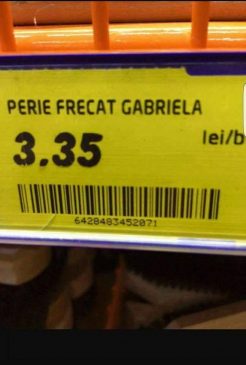 PERIE FRECAT GABRIELA
3.35
lei/b
6428483452071